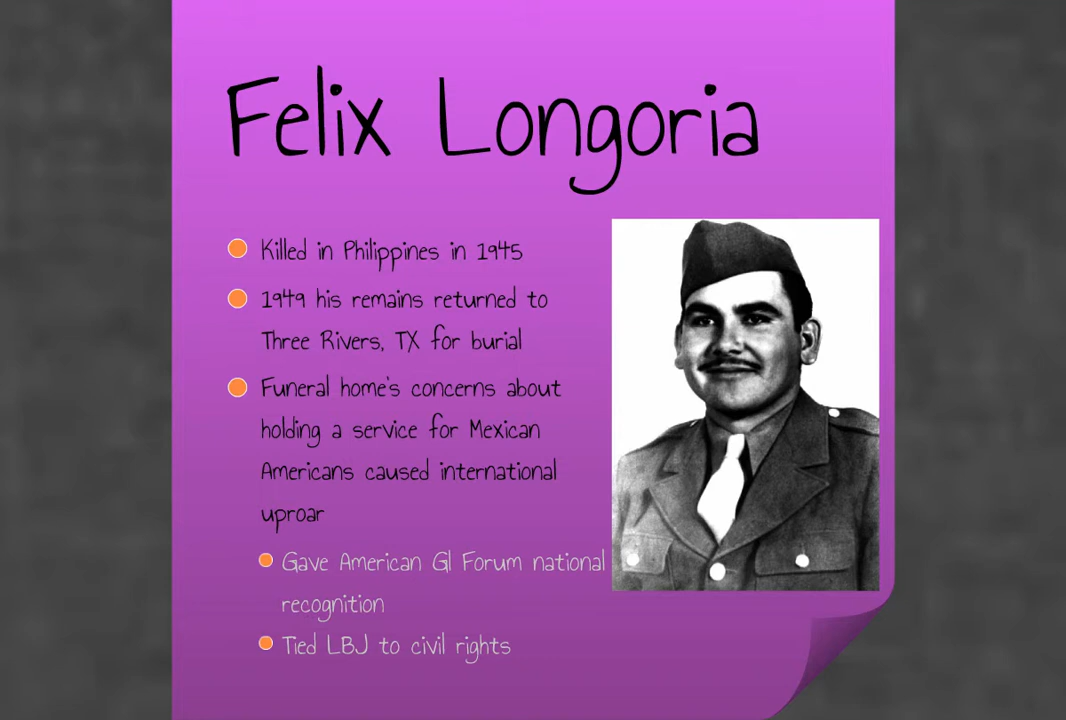 Felix Longoria
Killed in Philippines in 1945
1949 his remains returned to
Three Rivers, TX for burial
Funeral home's concerns about
holding a service for Mexican
Americans caused international
uproar
Gave American GI Forum national
recognition
Tied LBJ to civil rights